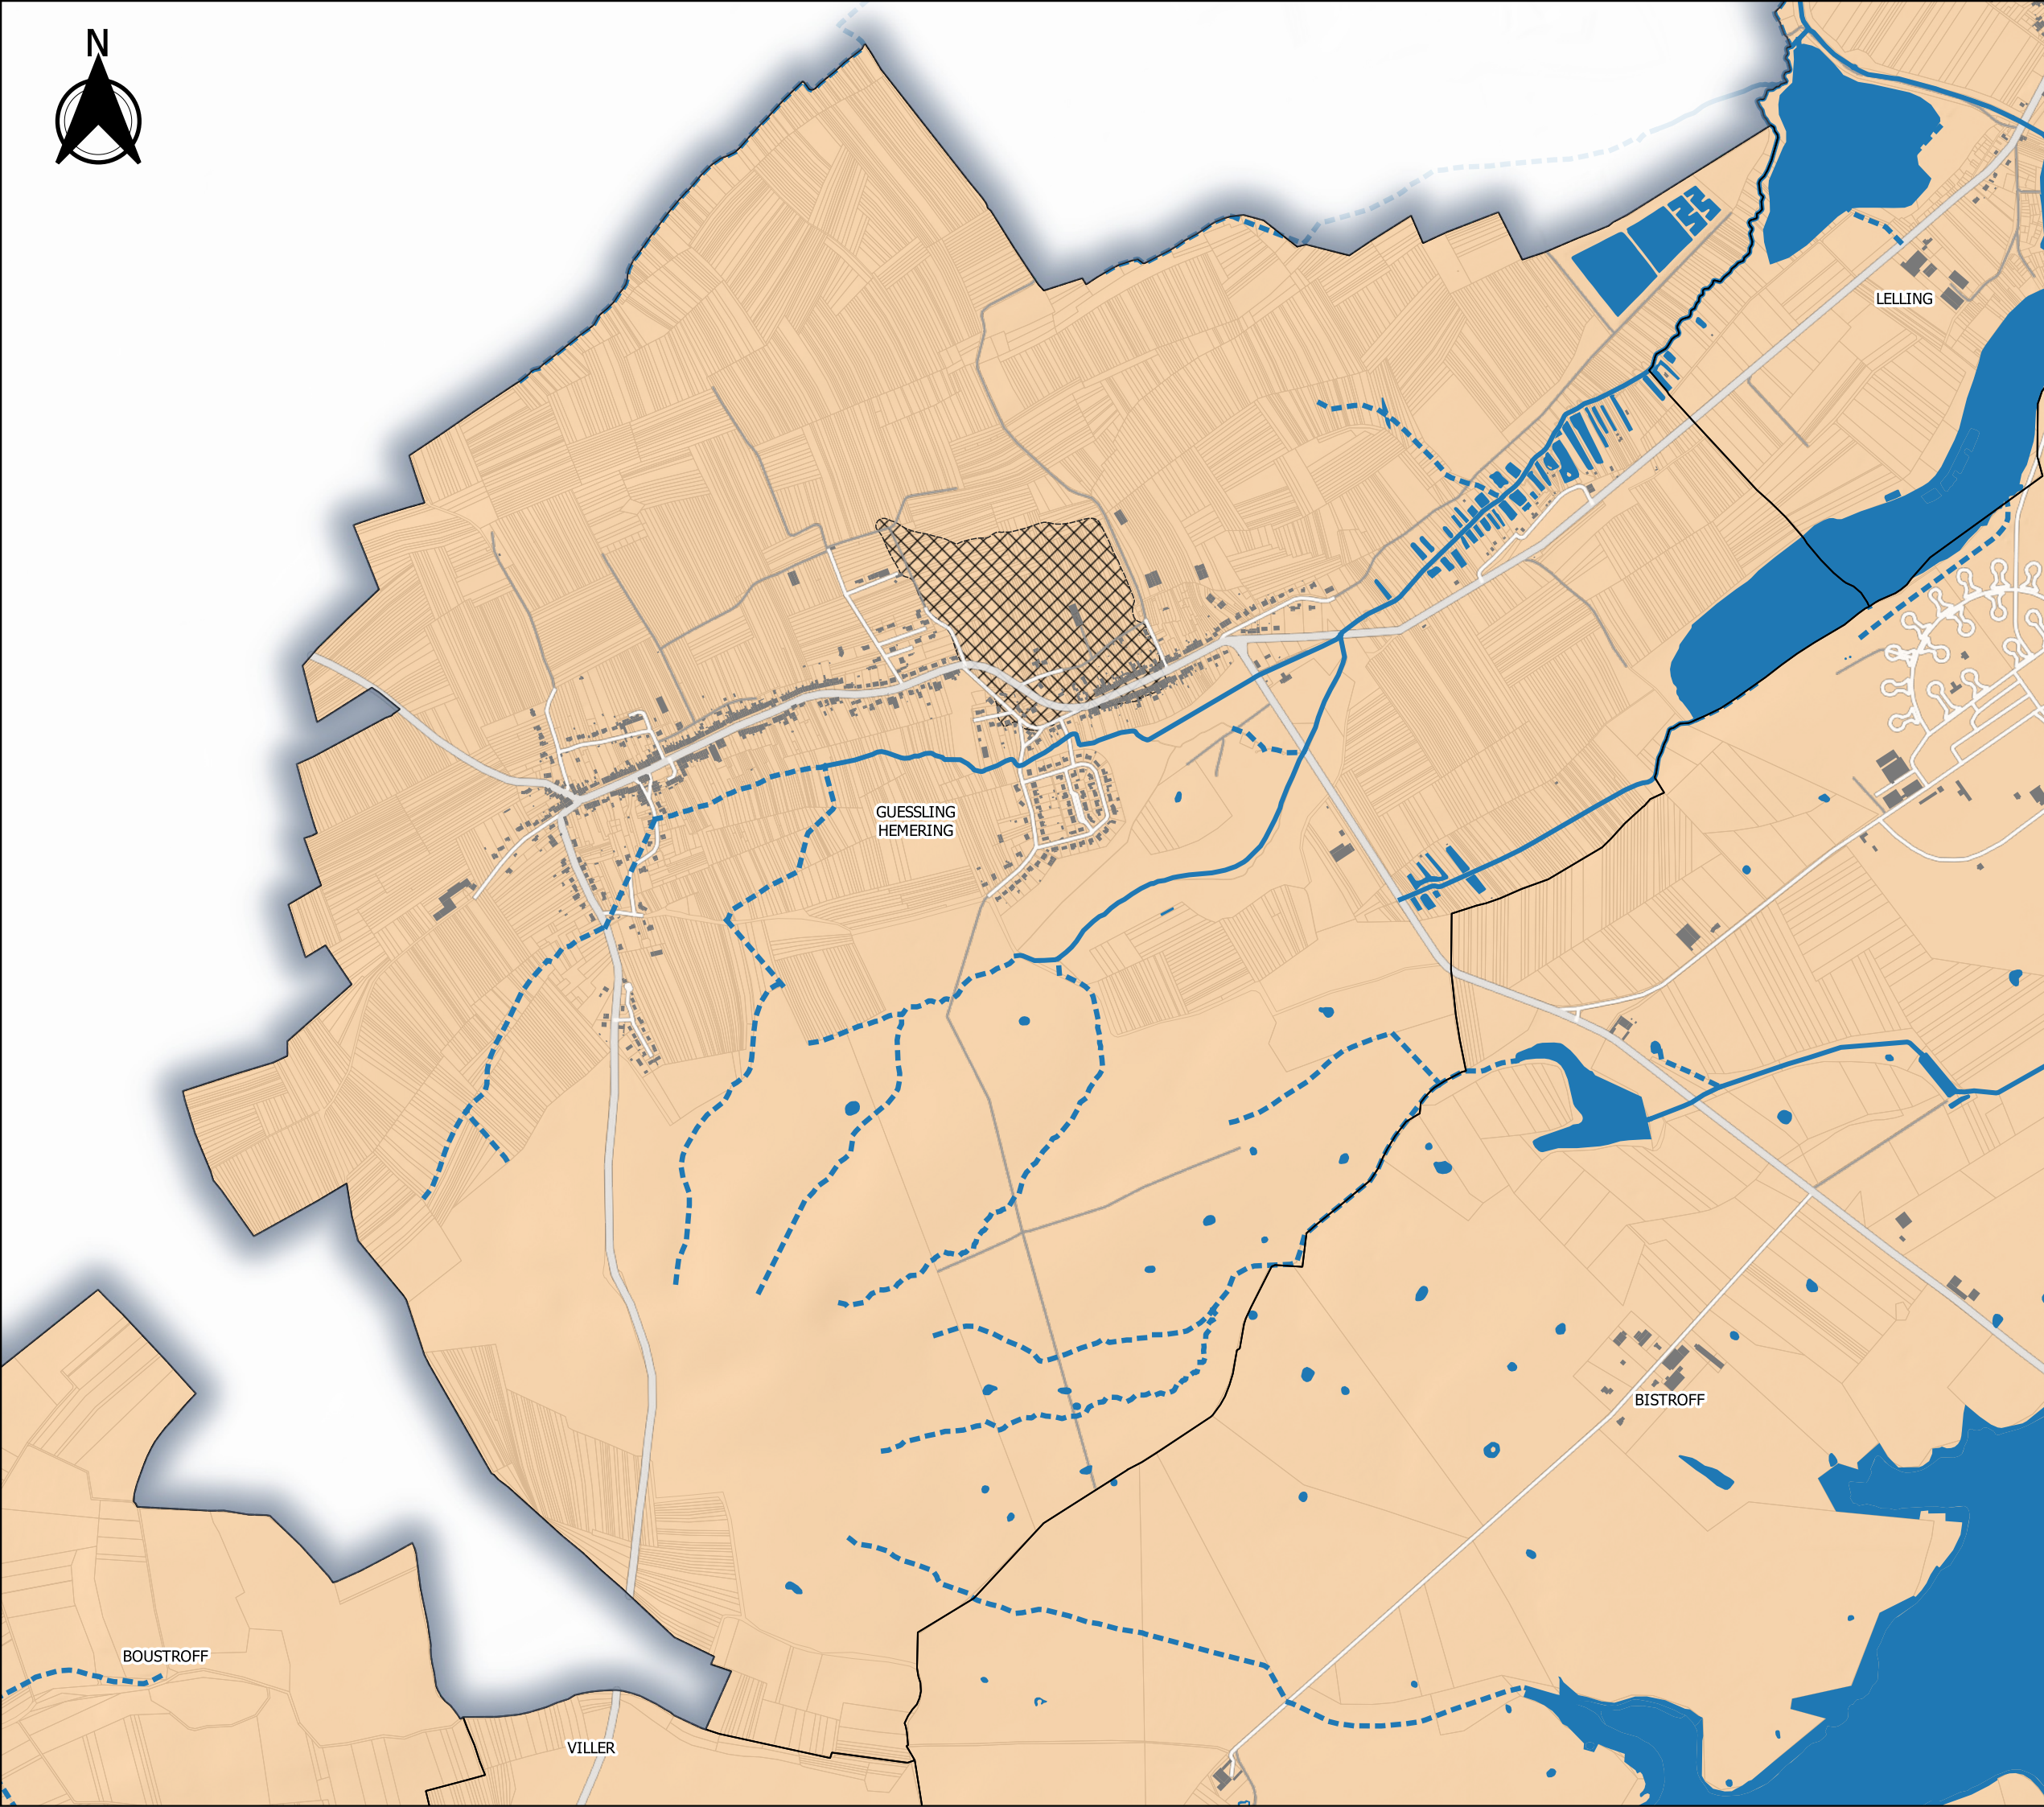 N
LELLING
GUESSLING
HEMERING
BISTROFF
BOUSTROFF
VILLER